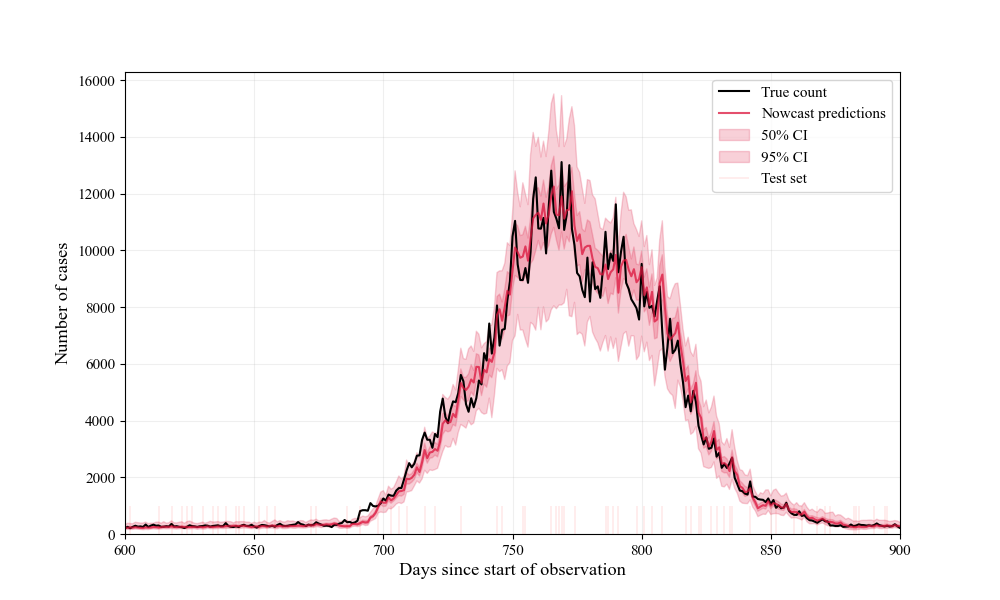 16000
14000
12000
10000
8000
6000
4000
2000
0
Number of cases
600
650
700
750
800
850
900
Days since start of observation
True count
Nowcast predictions
50% CI
95% CI
Test set